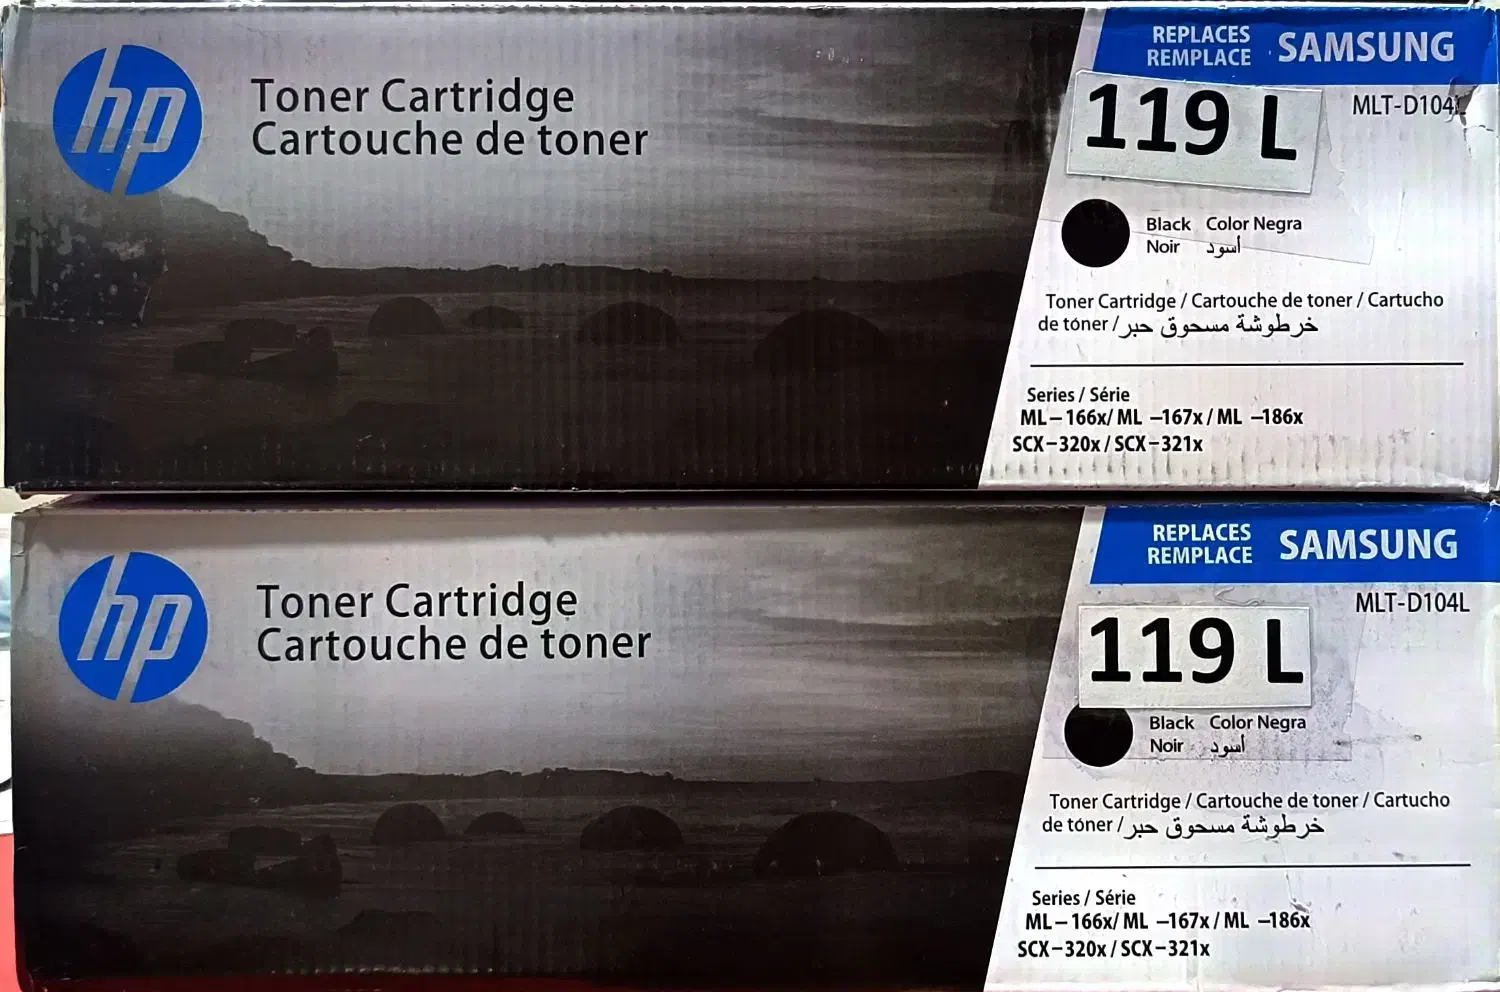 hp
Toner Cartridge
Cartouche de toner
REPLACES
REMPLACE
SAMSUNG
MLT-D104L
119 L
Black Color Negra
Noir أسود
Toner Cartridge / Cartouche de toner / Cartucho
de tóner / خرطوشة مسحوق حبر
Series / Série
ML-166x/ ML -167x / ML -186x
SCX-320x / SCX-321x
hp
Toner Cartridge
Cartouche de toner
REPLACES
REMPLACE
SAMSUNG
MLT-D104L
119 L
Black Color Negra
Noir أسود
Toner Cartridge / Cartouche de toner / Cartucho
de tóner / خرطوشة مسحوق حبر
Series / Série
ML-166x/ ML -167x / ML -186x
SCX-320x / SCX-321x